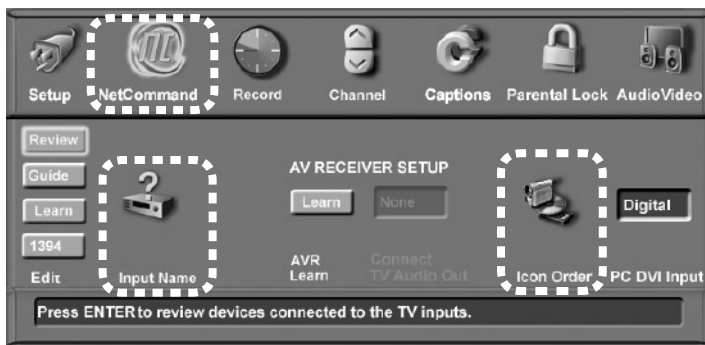 Setup NetCommand Record Channel Captions Parental Lock AudioVideo
Review
Guide
Learn
1394
Edit
?
Input Name
AV RECEIVER SETUP
Learn None
AVR Learn
Connect TV Audio Out
Icon Order
Digital
PC DVI Input
Press ENTER to review devices connected to the TV inputs.